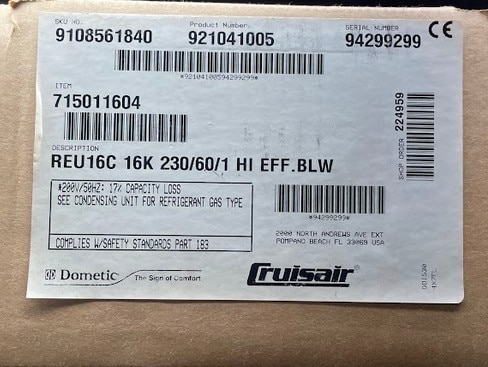 SKU NO.
9108561840
Product Number:
921041005
SERIAL NUMBER
94299299
CE
*92104100594299299*
ITEM
715011604
SHOP ORDER
224959
DESCRIPTION
REU16C 16K 230/60/1 HI EFF.BLW
*200V/50HZ: 17% CAPACITY LOSS
SEE CONDENSING UNIT FOR REFRIGERANT GAS TYPE
COMPLIES W/SAFETY STANDARDS PART 183
*94299299*
2000 NORTH ANDREWS AVE EXT
POMPANO BEACH FL 33069 USA
Dometic
The Sign of Comfort
Cruisair